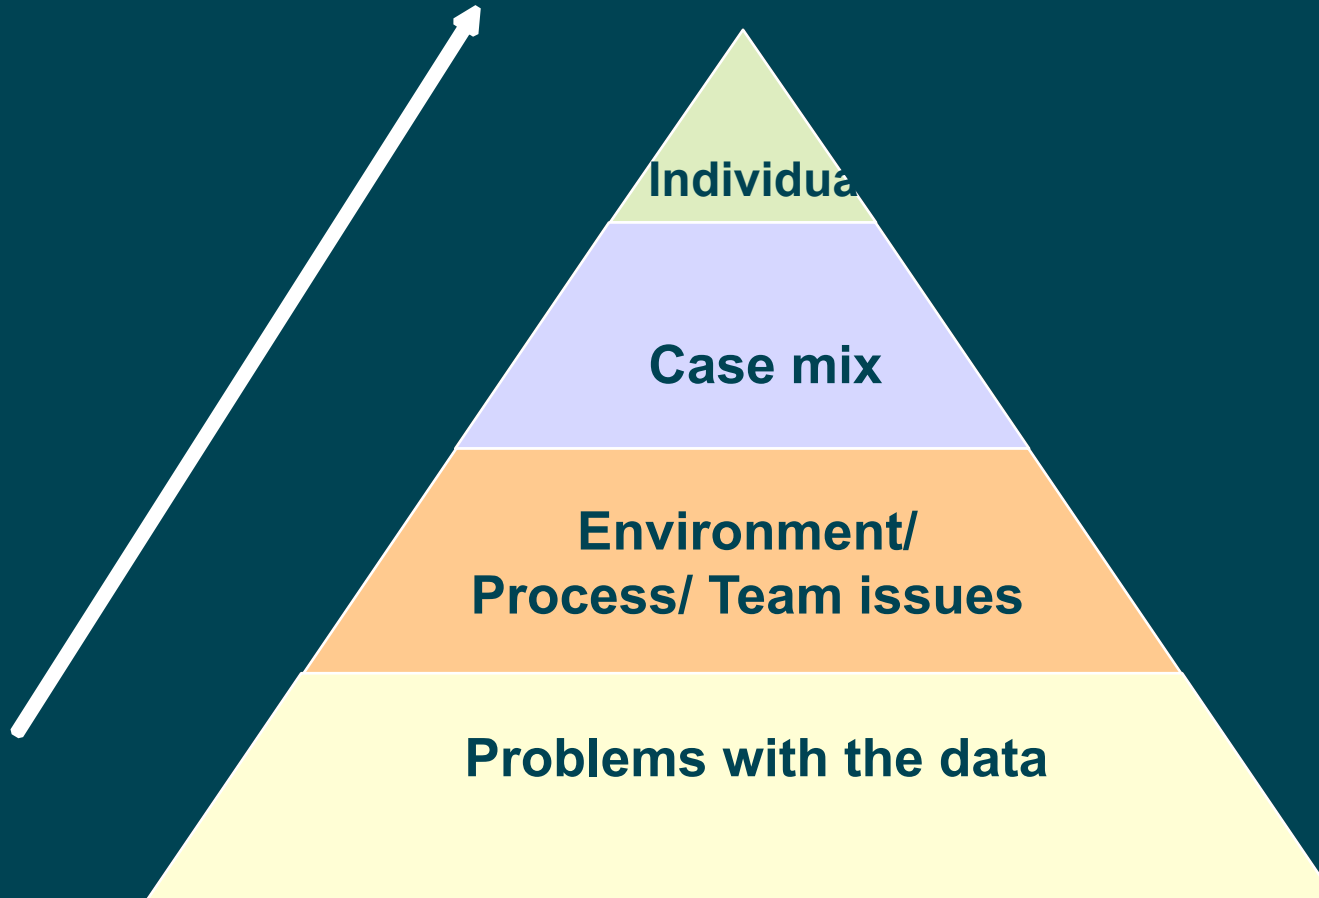 Individua
Case mix
Environment/
Process/ Team issues
Problems with the data